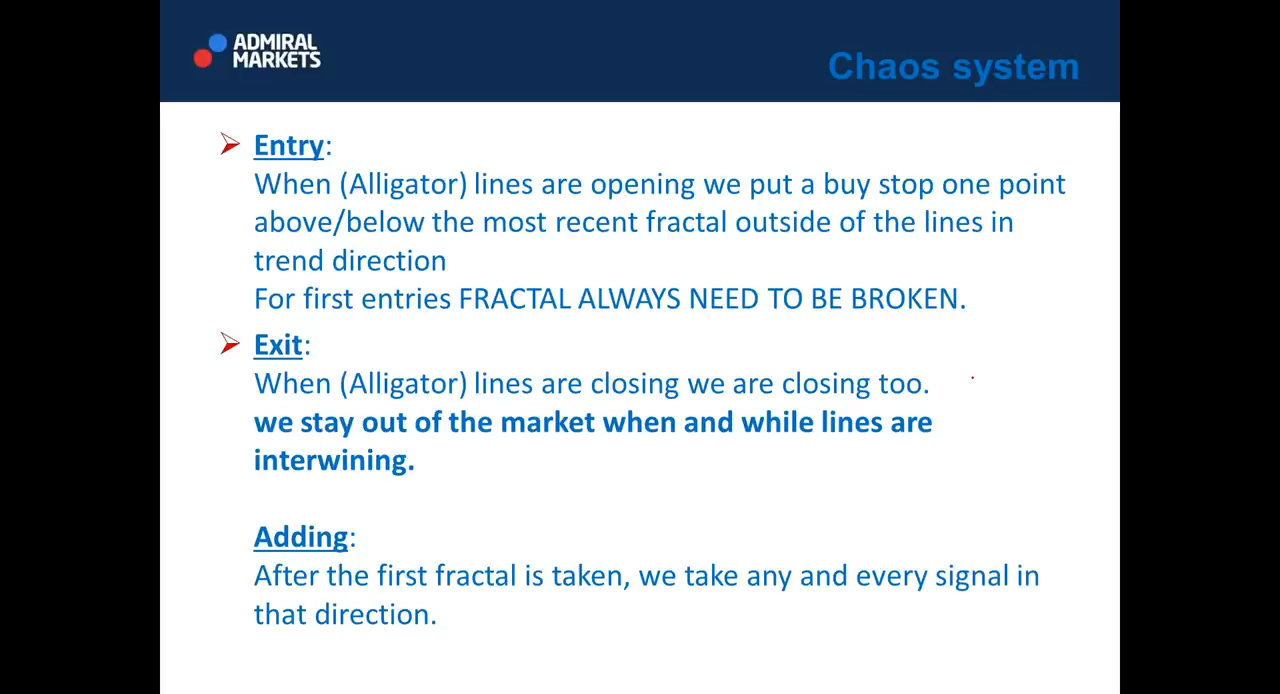 ADMIRAL
MARKETS
Chaos system
Entry:
When (Alligator) lines are opening we put a buy stop one point
above/below the most recent fractal outside of the lines in
trend direction
For first entries FRACTAL ALWAYS NEED TO BE BROKEN.
Exit:
When (Alligator) lines are closing we are closing too.
we stay out of the market when and while lines are
interwining.
Adding:
After the first fractal is taken, we take any and every signal in
that direction.